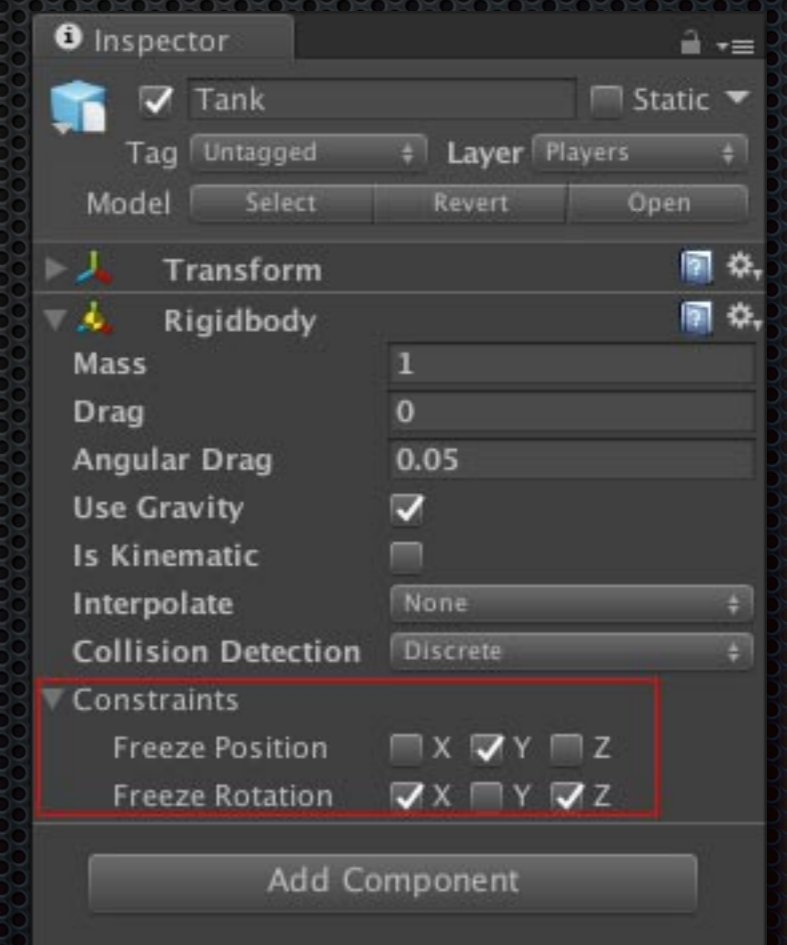 Inspector
Tank Static
Tag Untagged Layer Players
Model Select Revert Open
Transform
Rigidbody
Mass 1
Drag 0
Angular Drag 0.05
Use Gravity
Is Kinematic
Interpolate None
Collision Detection Discrete
Constraints
Freeze Position X Y Z
Freeze Rotation X Y Z
Add Component